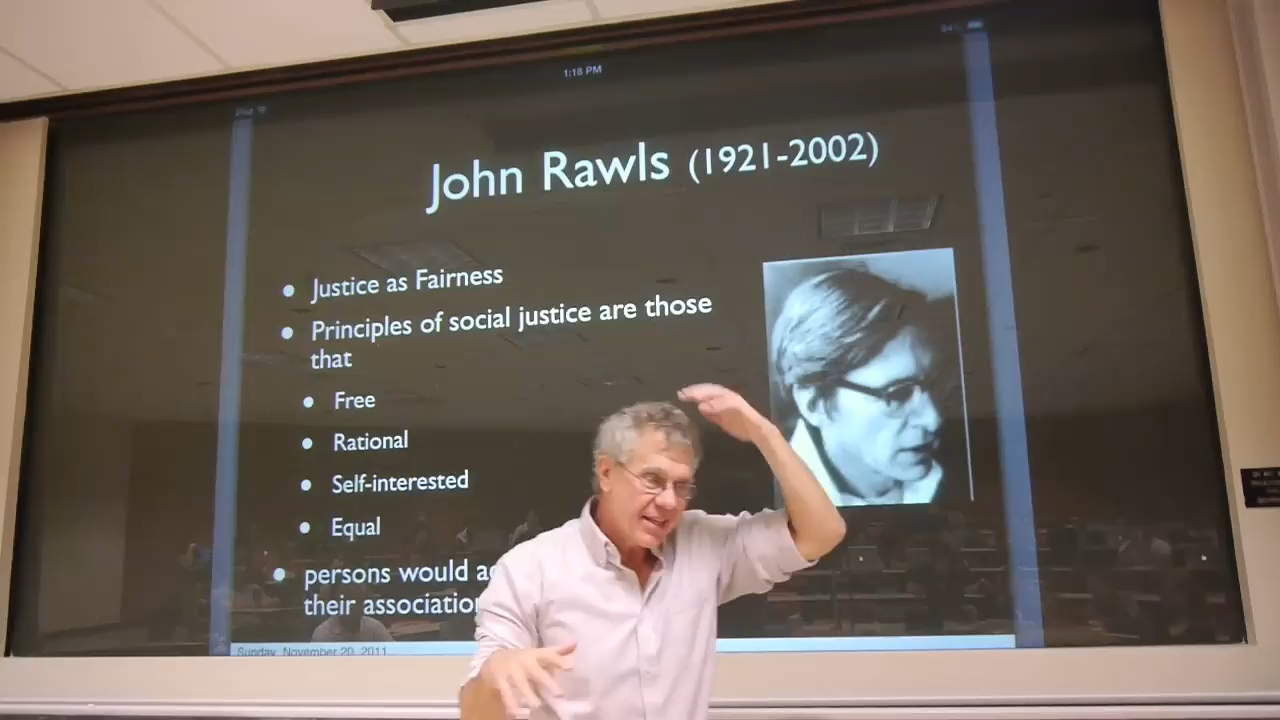 1:18 PM
John Rawls (1921-2002)
Justice as Fairness
Principles of social justice are those
that
Free
Rational
Self-interested
Equal
persons would
their association
Sunday, November 20, 2011